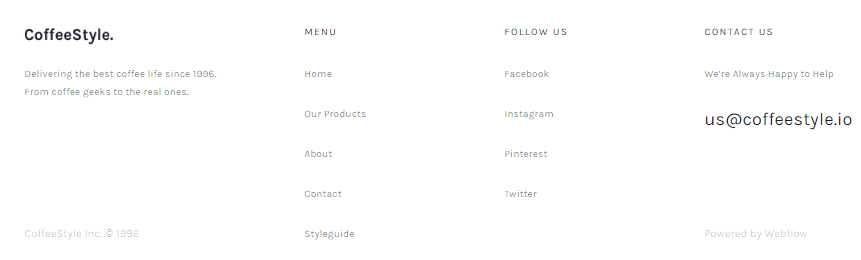 CoffeeStyle.
Delivering the best coffee life since 1996.
From coffee geeks to the real ones.
CoffeeStyle Inc. © 1996
MENU
Home
Our Products
About
Contact
Styleguide
FOLLOW US
Facebook
Instagram
Pinterest
Twitter
CONTACT US
We're Always Happy to Help
us@coffeestyle.io
Powered by Webflow